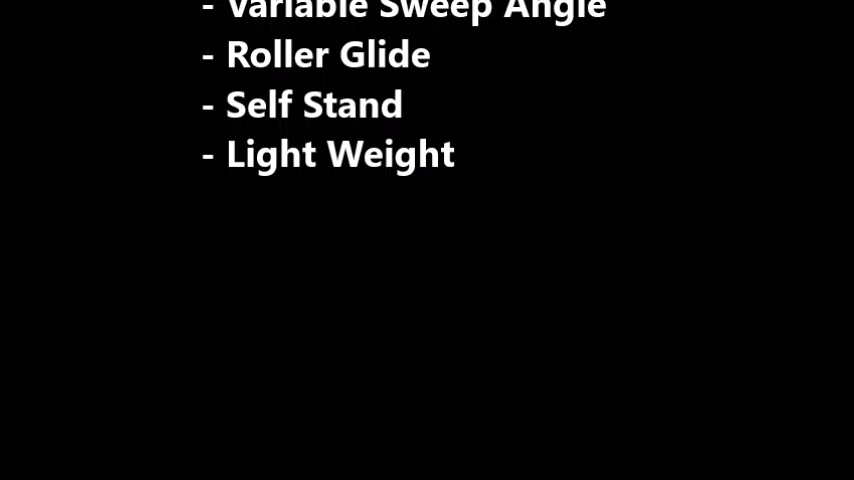 - Variable Sweep Angle
- Roller Glide
- Self Stand
- Light Weight